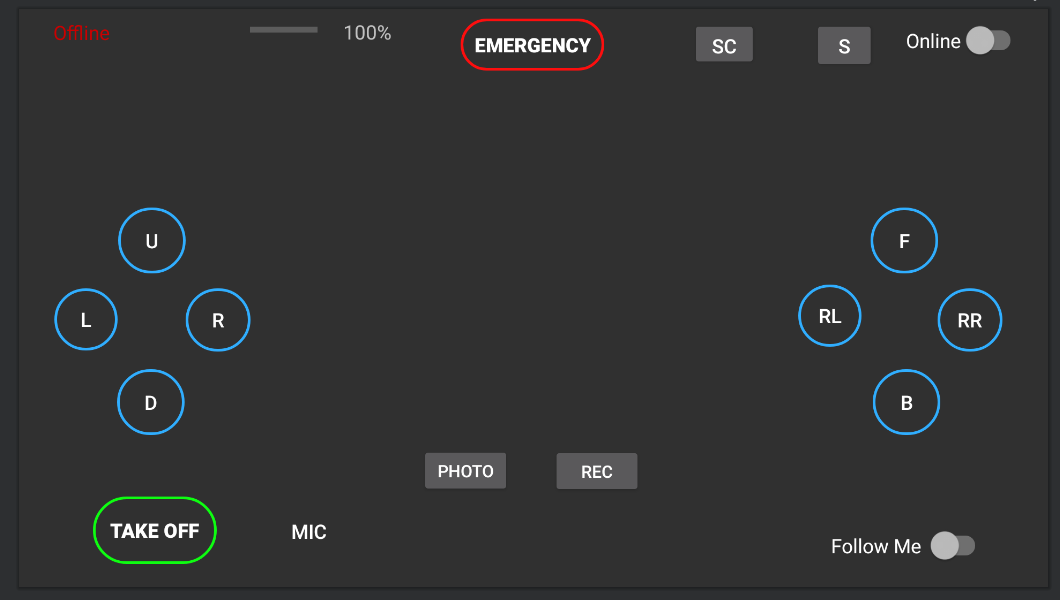 Offline
100%
EMERGENCY
SC
S
Online
U
L
R
D
F
RL
RR
B
PHOTO
REC
TAKE OFF
MIC
Follow Me